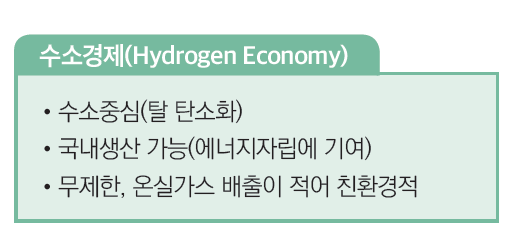 수소경제(Hydrogen Economy)
• 수소중심(탈 탄소화)
• 국내생산 가능(에너지자립에 기여)
• 무제한, 온실가스 배출이 적어 친환경적